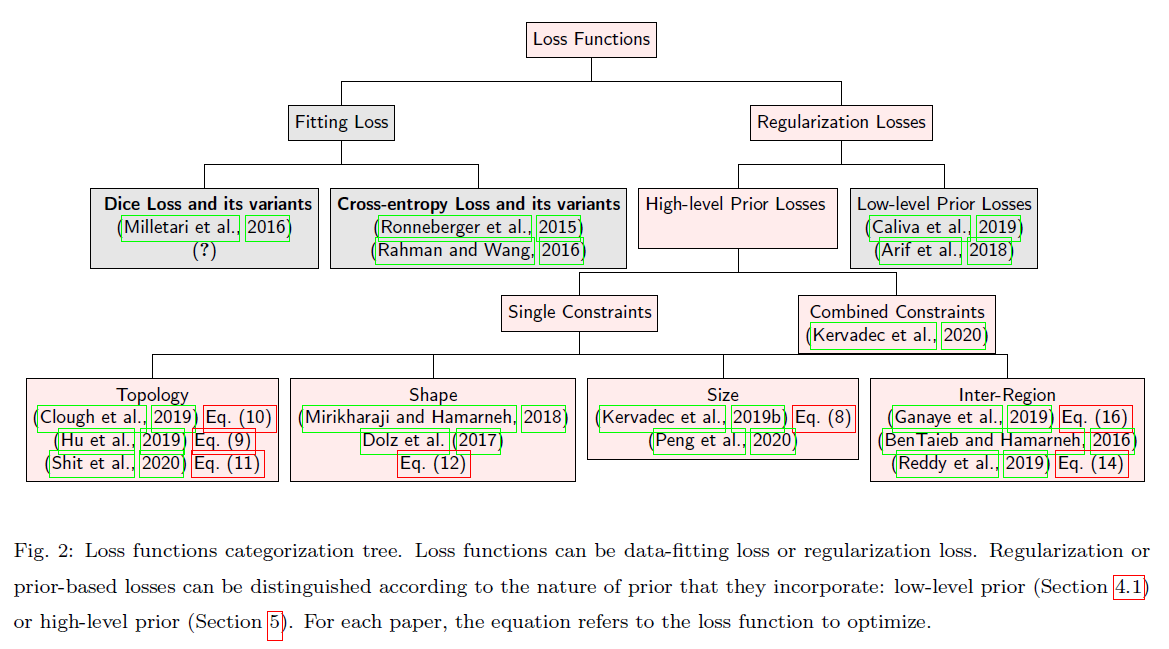 Loss Functions
Fitting Loss
Regularization Losses
Dice Loss and its variants
(Milletari et al., 2016)
(?)
Cross-entropy Loss and its variants
(Ronneberger et al., 2015)
(Rahman and Wang, 2016)
High-level Prior Losses
Low-level Prior Losses
(Caliva et al., 2019)
(Arif et al., 2018)
Single Constraints
Combined Constraints
(Kervadec et al., 2020)
Topology
(Clough et al., 2019) Eq. (10)
(Hu et al., 2019) Eq. (9)
(Shit et al., 2020) Eq. (11)
Shape
(Mirikharaji and Hamarneh, 2018)
Dolz et al. (2017)
Eq. (12)
Size
(Kervadec et al., 2019b) Eq. (8)
(Peng et al., 2020)
Inter-Region
(Ganaye et al., 2019) Eq. (16)
(BenTaieb and Hamarneh, 2016)
(Reddy et al., 2019) Eq. (14)
Fig. 2: Loss functions categorization tree. Loss functions can be data-fitting loss or regularization loss. Regularization or
prior-based losses can be distinguished according to the nature of prior that they incorporate: low-level prior (Section 4.1)
or high-level prior (Section 5). For each paper, the equation refers to the loss function to optimize.